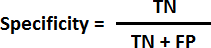 Specificity = TN
TN + FP